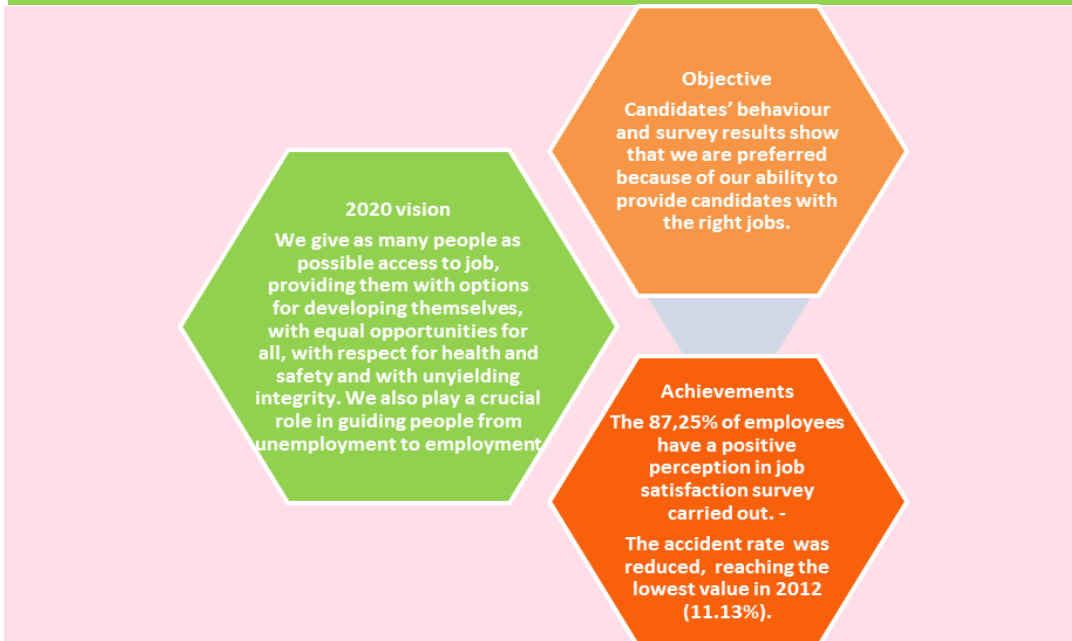 2020 vision
We give as many people as
possible access to job,
providing them with options
for developing themselves,
with equal opportunities for
all, with respect for health and
safety and with unyielding
integrity. We also play a crucial
role in guiding people from
unemployment to employment
Objective
Candidates’ behaviour
and survey results show
that we are preferred
because of our ability to
provide candidates with
the right jobs.
Achievements
The 87,25% of employees
have a positive
perception in job
satisfaction survey
carried out. -
The accident rate was
reduced, reaching the
lowest value in 2012
(11.13%).